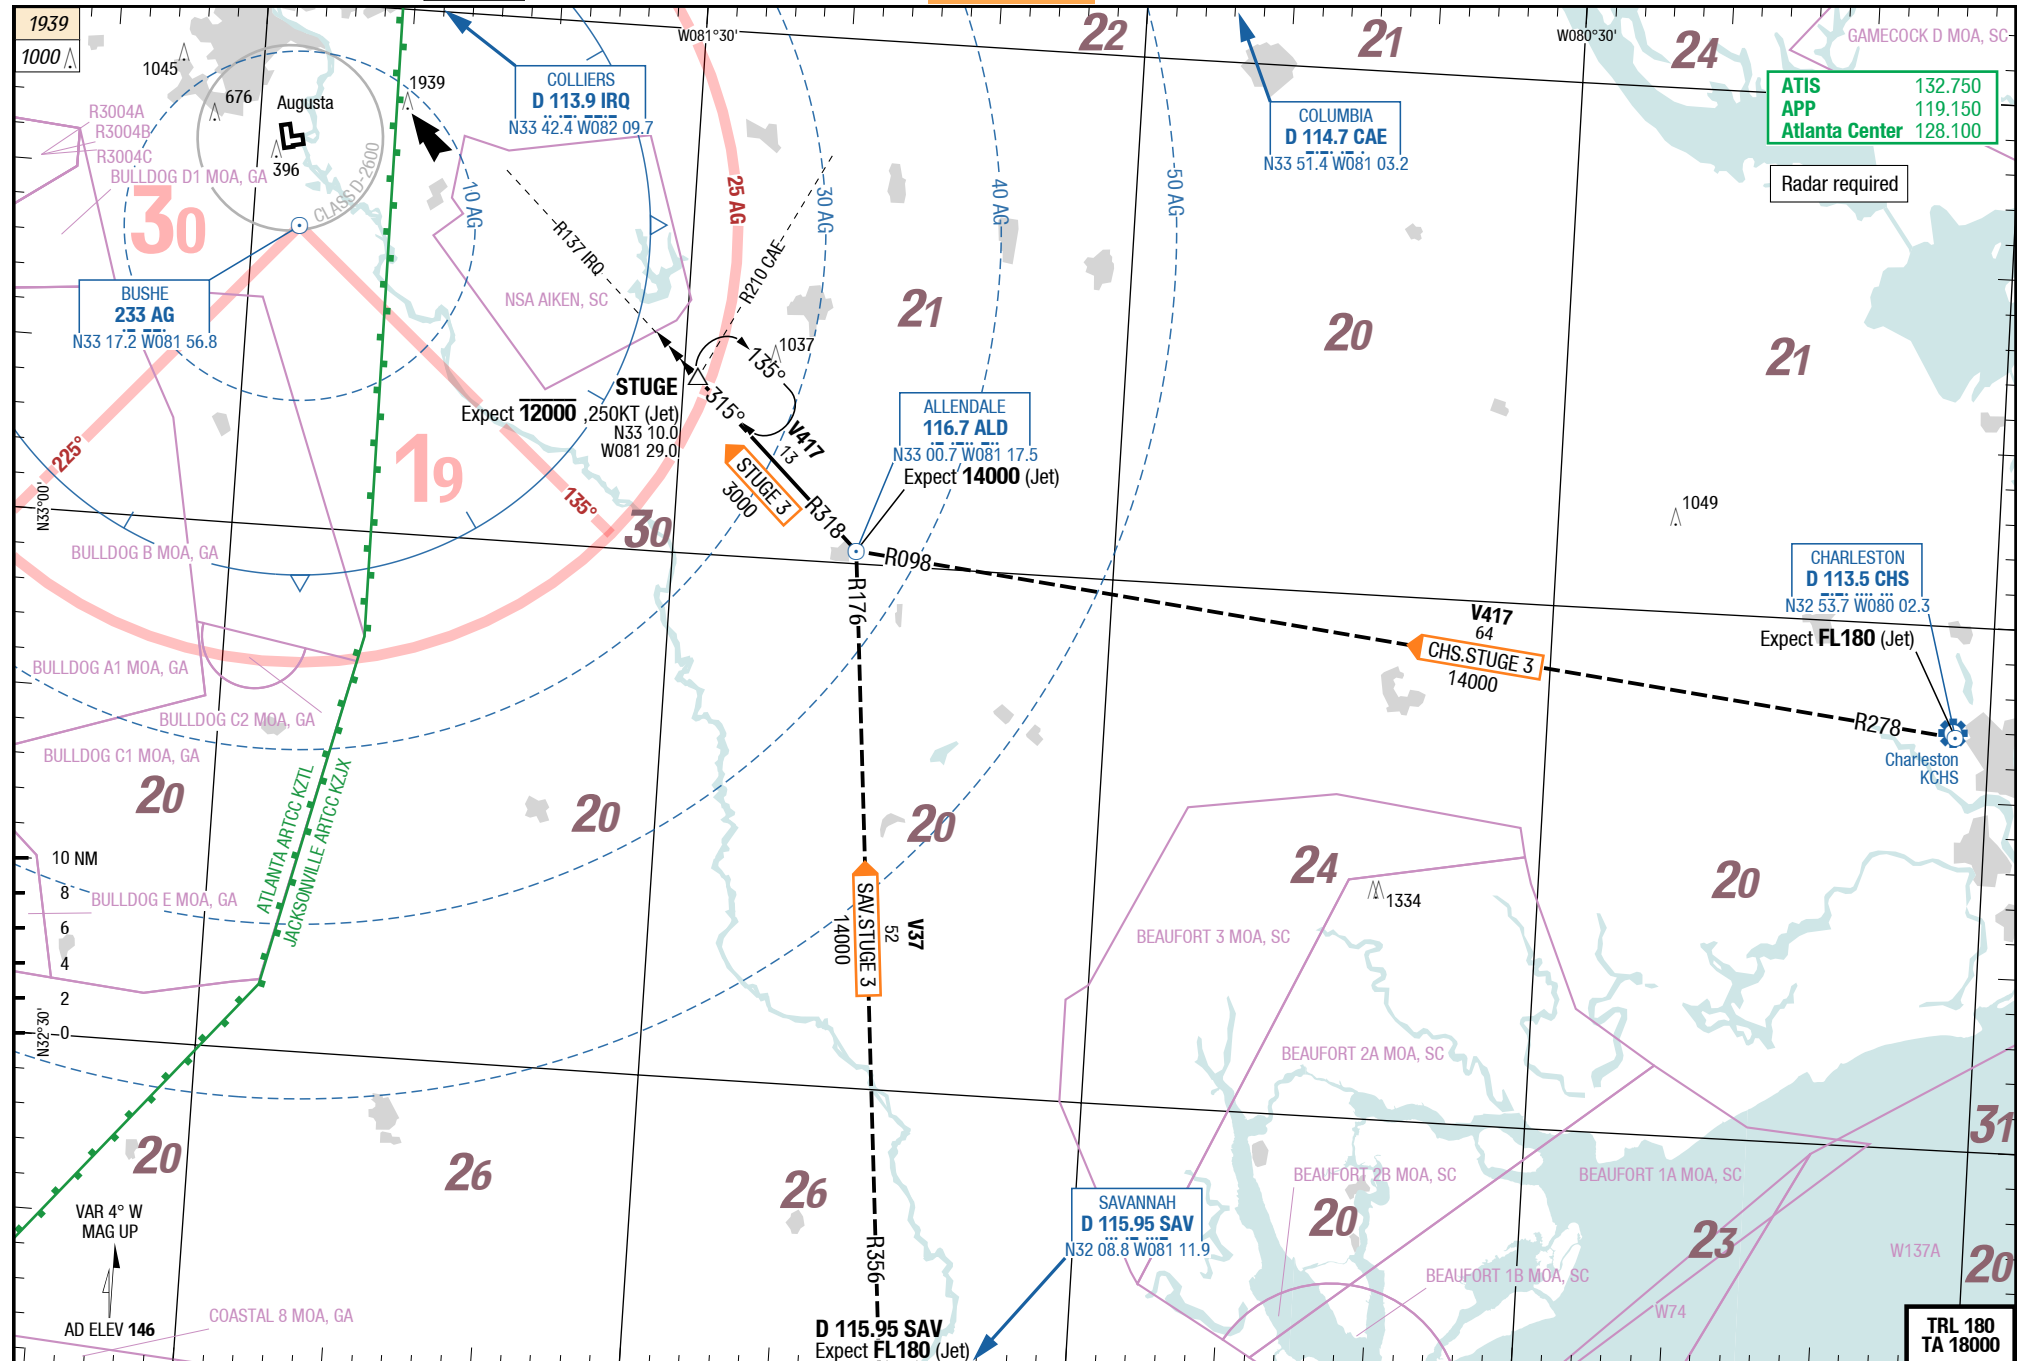 1939
1000
1045
676
Augusta
396
1939
CLASS D-2600
R3004A
R3004B
R3004C
BULLDOG D1 MOA, GA
30
COLLIERS
D 113.9 IRQ
N33 42.4 W082 09.7
W081°30'
22
21
W080°30'
24
GAMECOCK D MOA, SC
COLUMBIA
D 114.7 CAE
N33 51.4 W081 03.2
ATIS 132.750
APP 119.150
Atlanta Center 128.100
Radar required
10 AG
25 AG
30 AG
40 AG
50 AG
R137 IRQ
R210 CAE
NSA AIKEN, SC
BUSHE
233 AG
N33 17.2 W081 56.8
21
20
21
1037
135°
315°
STUGE
Expect 12000 ,250KT (Jet)
N33 10.0
W081 29.0
V417
13
STUGE 3
3000
R318
ALLENDALE
116.7 ALD
N33 00.7 W081 17.5
Expect 14000 (Jet)
225°
19
135°
N33°00'
30
1049
BULLDOG B MOA, GA
R098
R176
CHARLESTON
D 113.5 CHS
N32 53.7 W080 02.3
Expect FL180 (Jet)
V417
64
CHS.STUGE 3
14000
R278
Charleston
KCHS
BULLDOG A1 MOA, GA
BULLDOG C2 MOA, GA
BULLDOG C1 MOA, GA
20
ATLANTA ARTCC KZTL
JACKSONVILLE ARTCC KZJX
20
20
24
20
10 NM
8
6
4
2
0
BULLDOG E MOA, GA
SAV.STUGE 3
14000
52
V37
1334
BEAUFORT 3 MOA, SC
N32°30'
BEAUFORT 2A MOA, SC
31
20
26
26
BEAUFORT 2B MOA, SC
BEAUFORT 1A MOA, SC
VAR 4° W
MAG UP
SAVANNAH
D 115.95 SAV
N32 08.8 W081 11.9
20
23
W137A
20
R356
BEAUFORT 1B MOA, SC
W74
COASTAL 8 MOA, GA
AD ELEV 146
D 115.95 SAV
Expect FL180 (Jet)
TRL 180
TA 18000